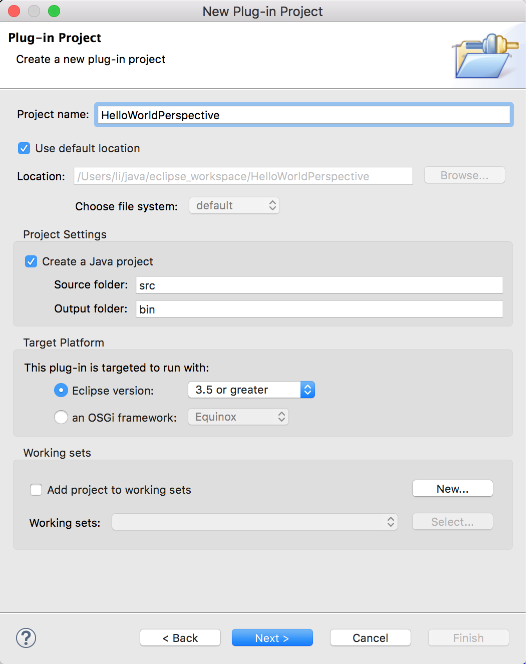 New Plug-in Project
Plug-in Project
Create a new plug-in project
Project name: HelloWorldPerspective
Use default location
Location: /Users/li/java/eclipse_workspace/HelloWorldPerspective Browse...
Choose file system: default
Project Settings
Create a Java project
Source folder: src
Output folder: bin
Target Platform
This plug-in is targeted to run with:
Eclipse version: 3.5 or greater
an OSGi framework: Equinox
Working sets
Add project to working sets New...
Working sets: Select...
? < Back Next > Cancel Finish